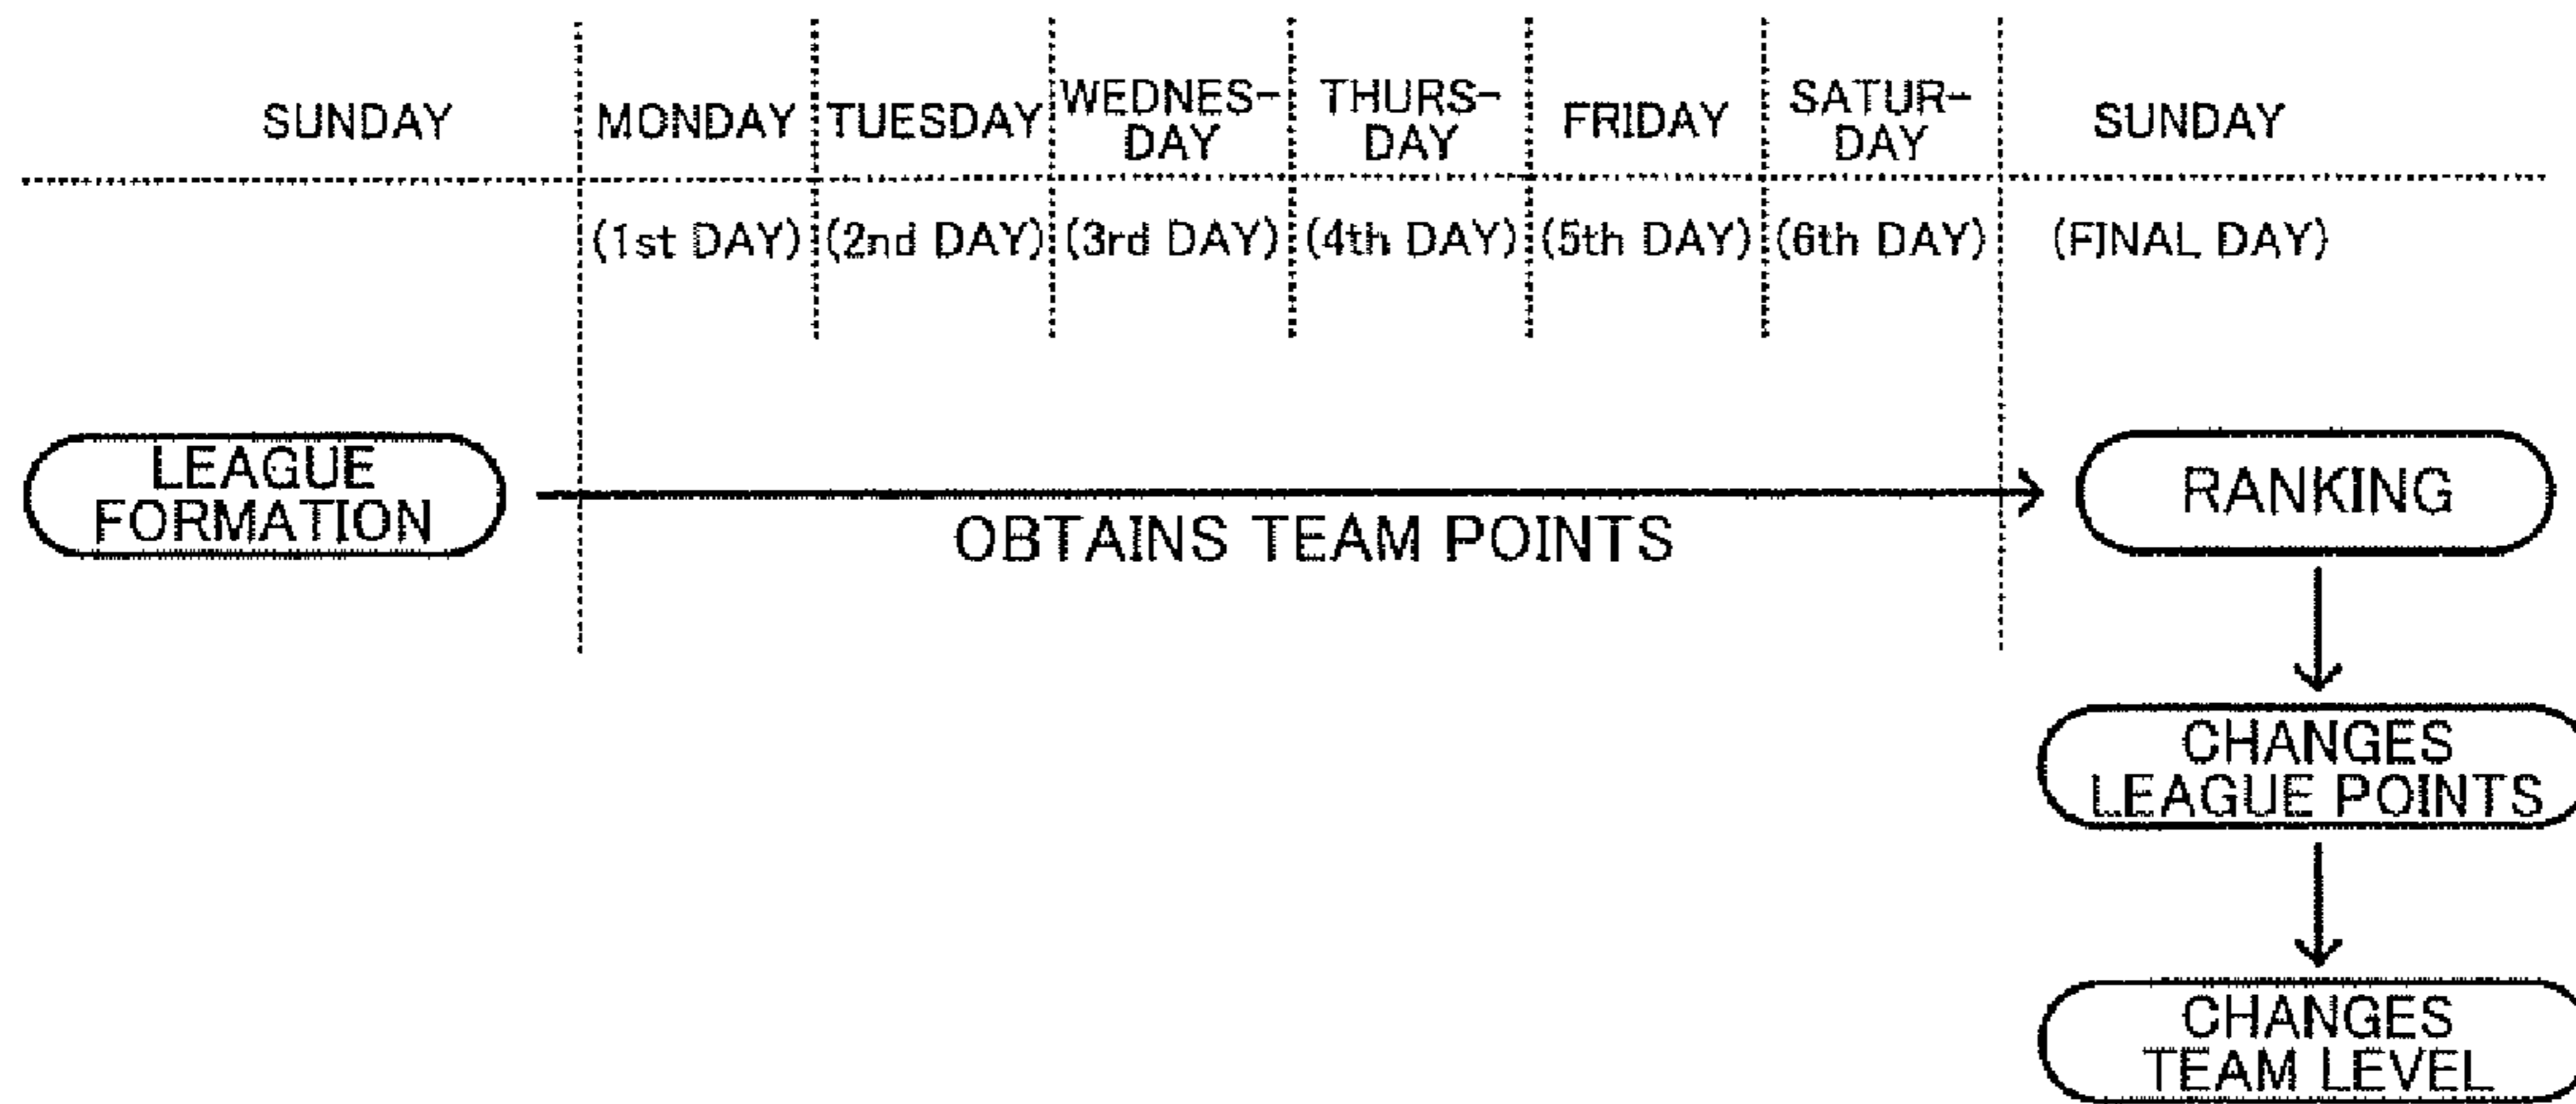 SUNDAY MONDAY TUESDAY WEDNES- THURS- FRIDAY SATUR- SUNDAY
DAY DAY DAY
(1st DAY) (2nd DAY) (3rd DAY) (4th DAY) (5th DAY) (6th DAY) (FINAL DAY)
LEAGUE
FORMATION
OBTAINS TEAM POINTS
RANKING
CHANGES
LEAGUE POINTS
CHANGES
TEAM LEVEL